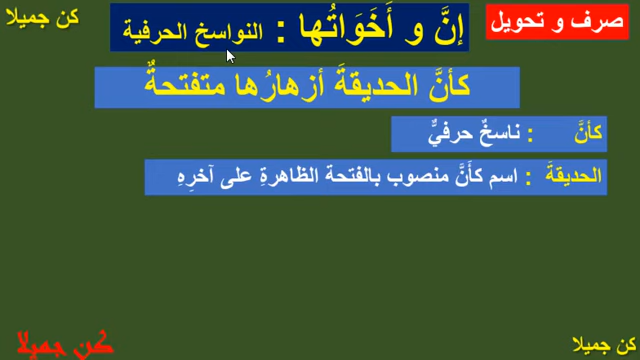 كن جميلا
صرف و تحويل
إنَّ و أَخَوَاتُها : النواسخ الحرفية
كأنَّ الحديقةَ أزهارُها متفتحةٌ
كأنَّ : ناسخٌ حرفيٌّ
الحديقةَ : اسم كأنَّ منصوب بالفتحة الظاهرةِ على آخرِهِ
كن جميلا
كن جميلا